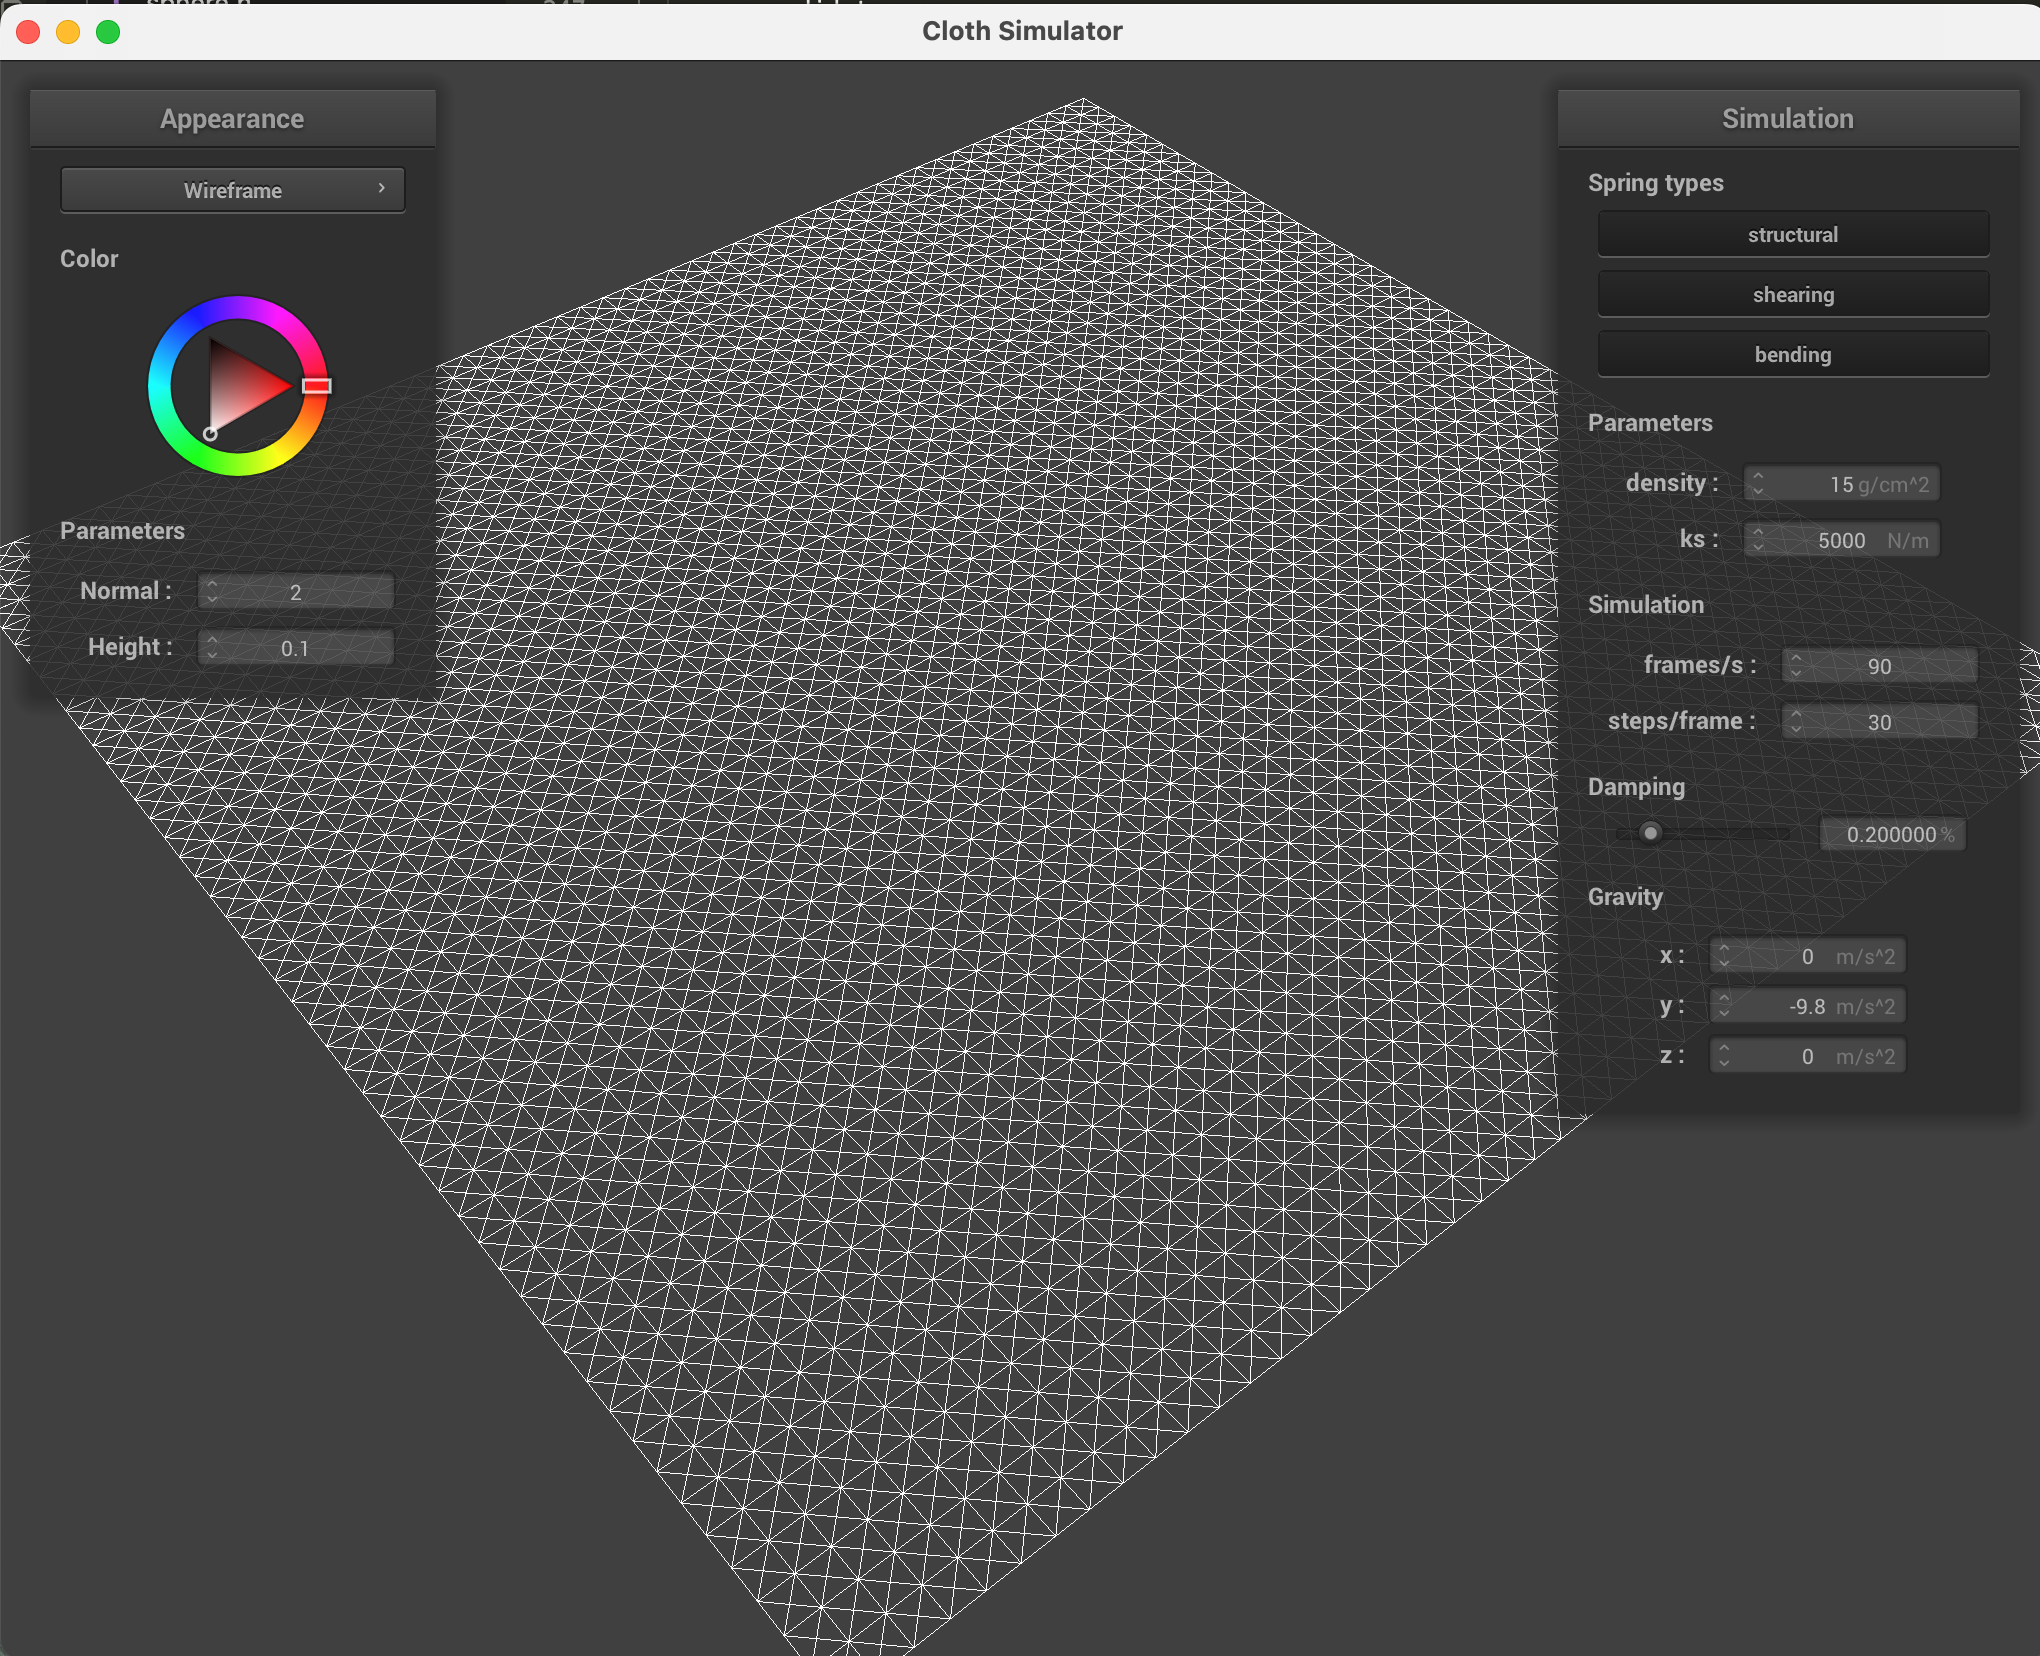 Cloth Simulator
Appearance
Wireframe
Color
Parameters
Normal : 2
Height : 0.1
Simulation
Spring types
structural
shearing
bending
Parameters
density : 15 g/cm^2
ks : 5000 N/m
Simulation
frames/s : 90
steps/frame : 30
Damping
0.200000 %
Gravity
x : 0 m/s^2
y : -9.8 m/s^2
z : 0 m/s^2